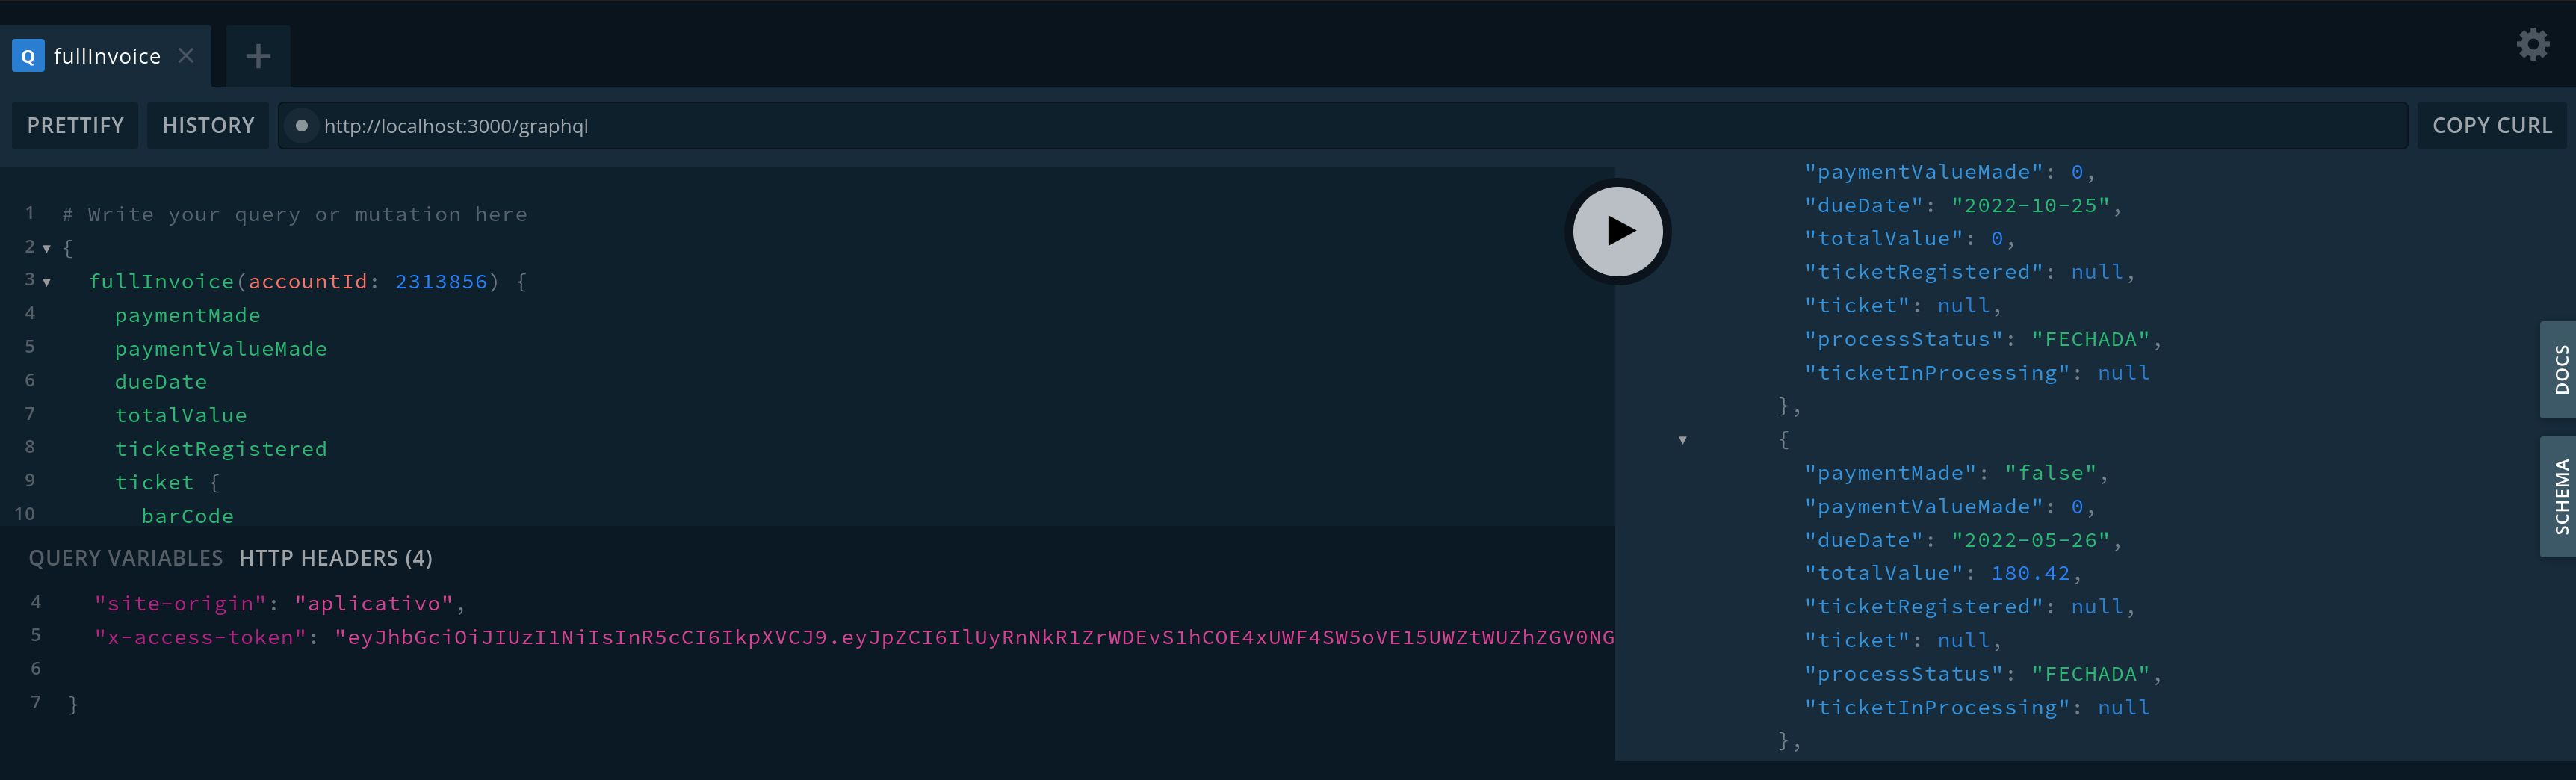 Q fullInvoice
PRETTIFY HISTORY http://localhost:3000/graphql COPY CURL
1 # Write your query or mutation here
2 {
3 fullInvoice(accountId: 2313856) {
4 paymentMade
5 paymentValueMade
6 dueDate
7 totalValue
8 ticketRegistered
9 ticket {
10 barCode
QUERY VARIABLES HTTP HEADERS (4)
4 "site-origin": "aplicativo",
5 "x-access-token": "eyJhbGciOiJIUzI1NiIsInR5cCI6IkpXVCJ9.eyJpZCI6IlUyRnNkR1ZrWDEvS1hCOE4xUWF4SW5oVE15UWZtWUZhZGV0NG
6
7 }
"paymentValueMade": 0,
"dueDate": "2022-10-25",
"totalValue": 0,
"ticketRegistered": null,
"ticket": null,
"processStatus": "FECHADA",
"ticketInProcessing": null
},
{
"paymentMade": "false",
"paymentValueMade": 0,
"dueDate": "2022-05-26",
"totalValue": 180.42,
"ticketRegistered": null,
"ticket": null,
"processStatus": "FECHADA",
"ticketInProcessing": null
},
DOCS
SCHEMA